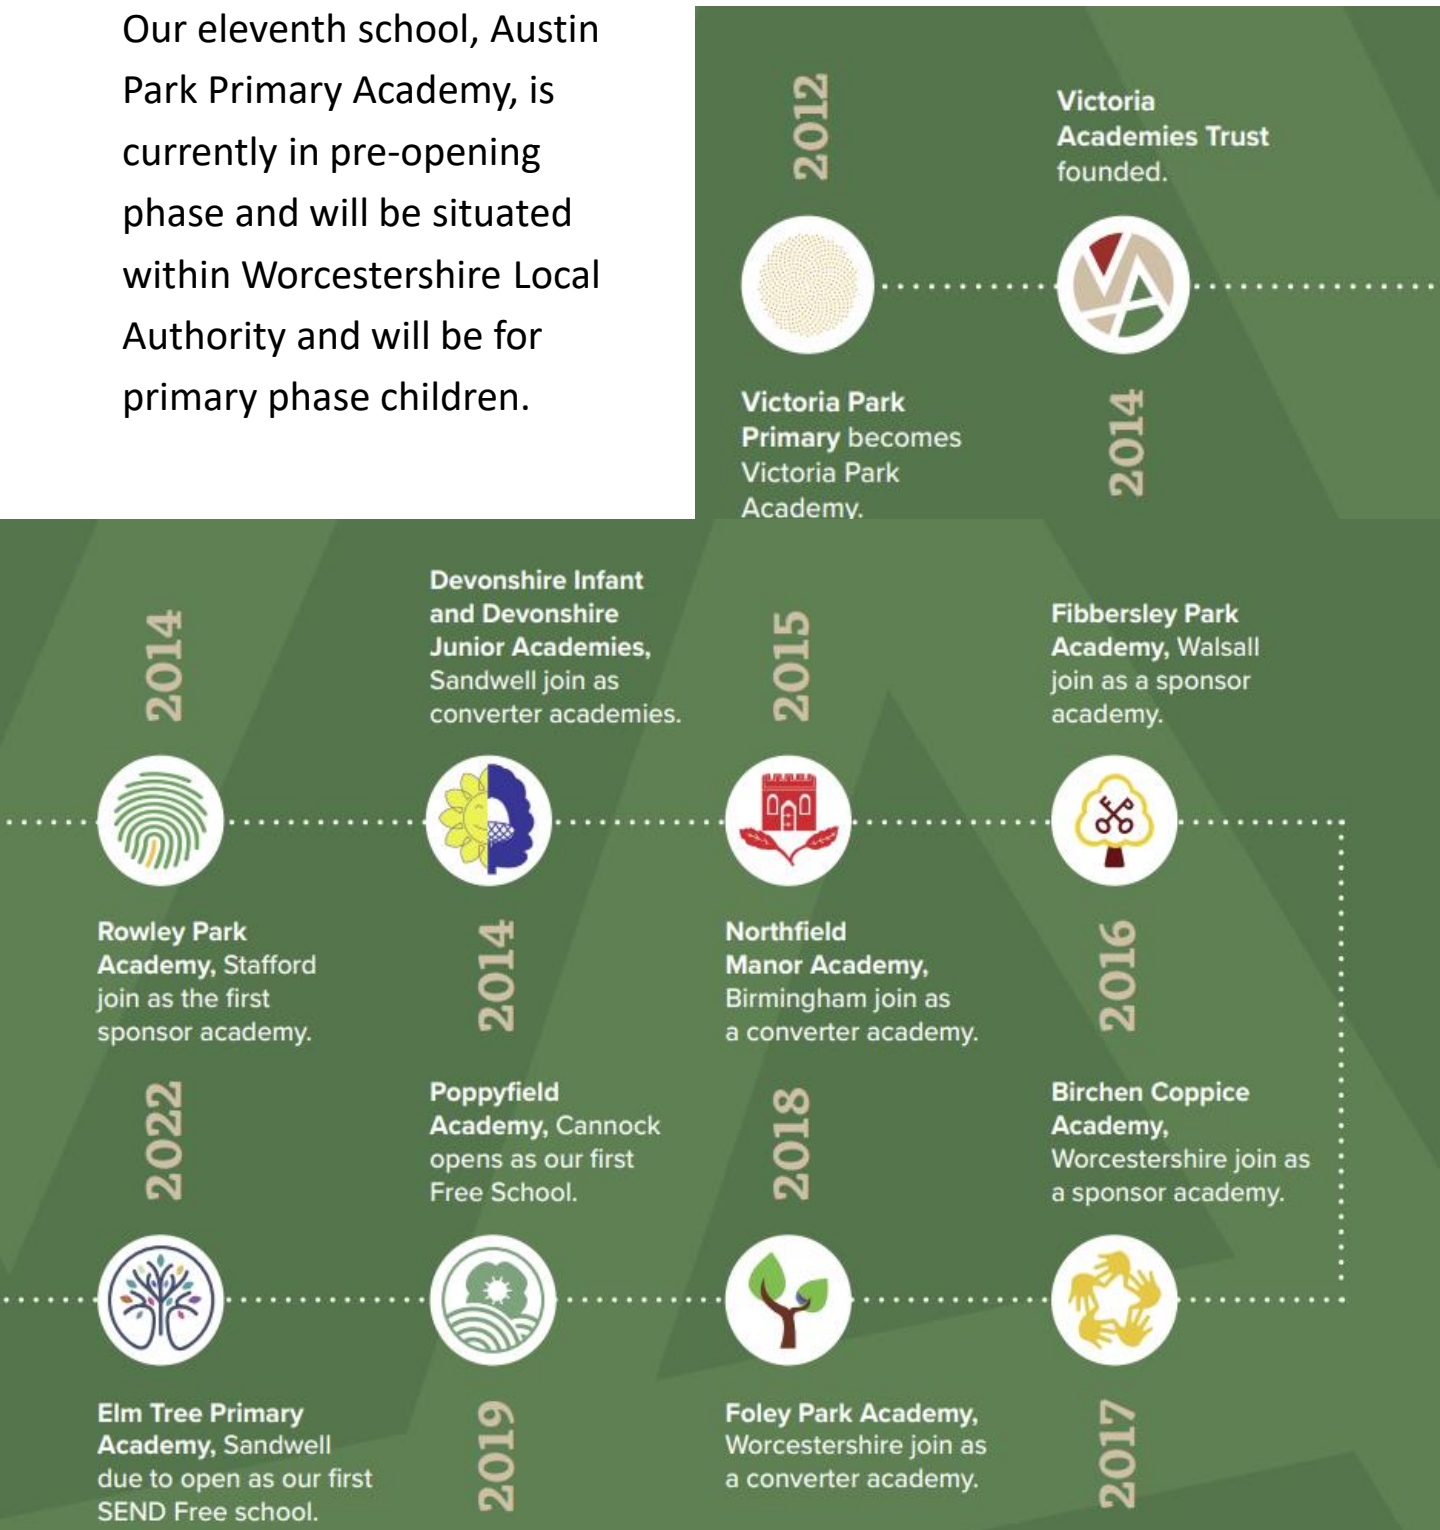 Our eleventh school, Austin
Park Primary Academy, is
currently in pre-opening
phase and will be situated
within Worcestershire Local
Authority and will be for
primary phase children.
2012
Victoria Park
Primary becomes
Victoria Park
Academy.
Victoria
Academies Trust
founded.
2014
2014
Rowley Park
Academy, Stafford
join as the first
sponsor academy.
Devonshire Infant
and Devonshire
Junior Academies,
Sandwell join as
converter academies.
2014
2015
Northfield
Manor Academy,
Birmingham join as
a converter academy.
Fibbersley Park
Academy, Walsall
join as a sponsor
academy.
2016
Birchen Coppice
Academy,
Worcestershire join as
a sponsor academy.
2017
2018
Foley Park Academy,
Worcestershire join as
a converter academy.
Poppyfield
Academy, Cannock
opens as our first
Free School.
2019
2022
Elm Tree Primary
Academy, Sandwell
due to open as our first
SEND Free school.